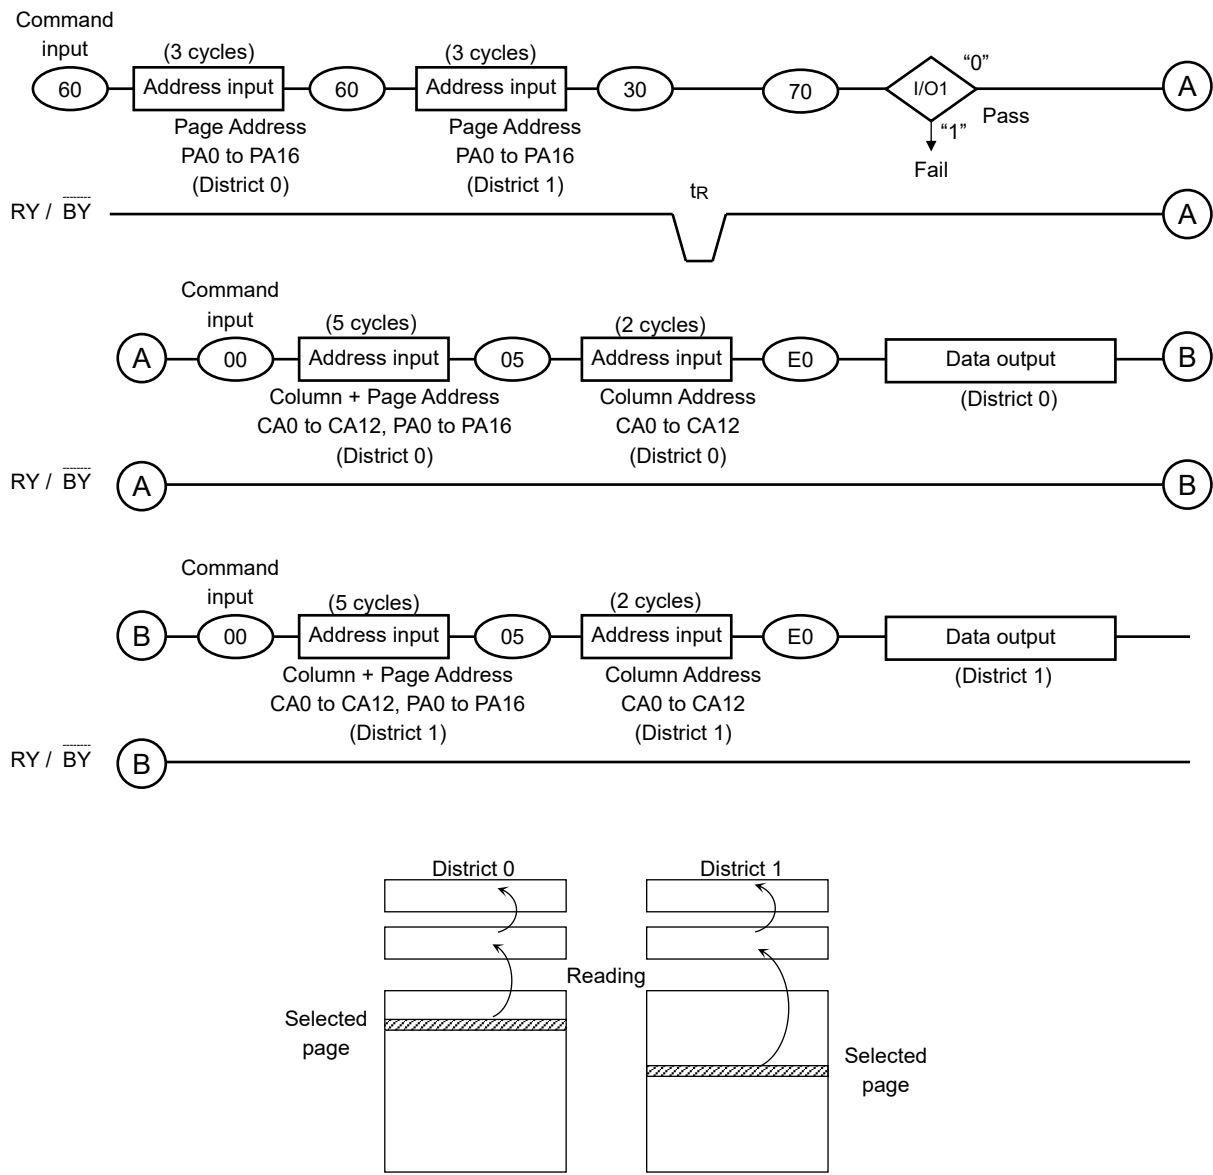 Command
input
(3 cycles)
(3 cycles)
60
Address input
60
Address input
30
70
I/O1
“0”
A
Pass
“1”
Fail
Page Address
PA0 to PA16
(District 0)
Page Address
PA0 to PA16
(District 1)
tR
RY / BY
A
Command
input
(5 cycles)
(2 cycles)
A
00
Address input
05
Address input
E0
Data output
B
Column + Page Address
CA0 to CA12, PA0 to PA16
(District 0)
Column Address
CA0 to CA12
(District 0)
(District 0)
RY / BY
A
B
Command
input
(5 cycles)
(2 cycles)
B
00
Address input
05
Address input
E0
Data output
Column + Page Address
CA0 to CA12, PA0 to PA16
(District 1)
Column Address
CA0 to CA12
(District 1)
(District 1)
RY / BY
B
District 0
District 1
Reading
Selected
page
Selected
page